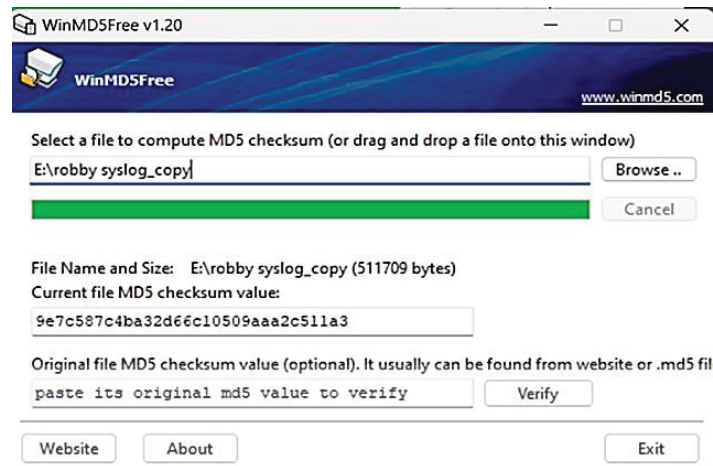 WinMD5Free v1.20
WinMD5Free
www.winmd5.com
Select a file to compute MD5 checksum (or drag and drop a file onto this window)
E:\robby syslog_copy
Browse ..
Cancel
File Name and Size: E:\robby syslog_copy (511709 bytes)
Current file MD5 checksum value:
9e7c587c4ba32d66c10509aaa2c511a3
Original file MD5 checksum value (optional). It usually can be found from website or .md5 fil
paste its original md5 value to verify
Verify
Website
About
Exit